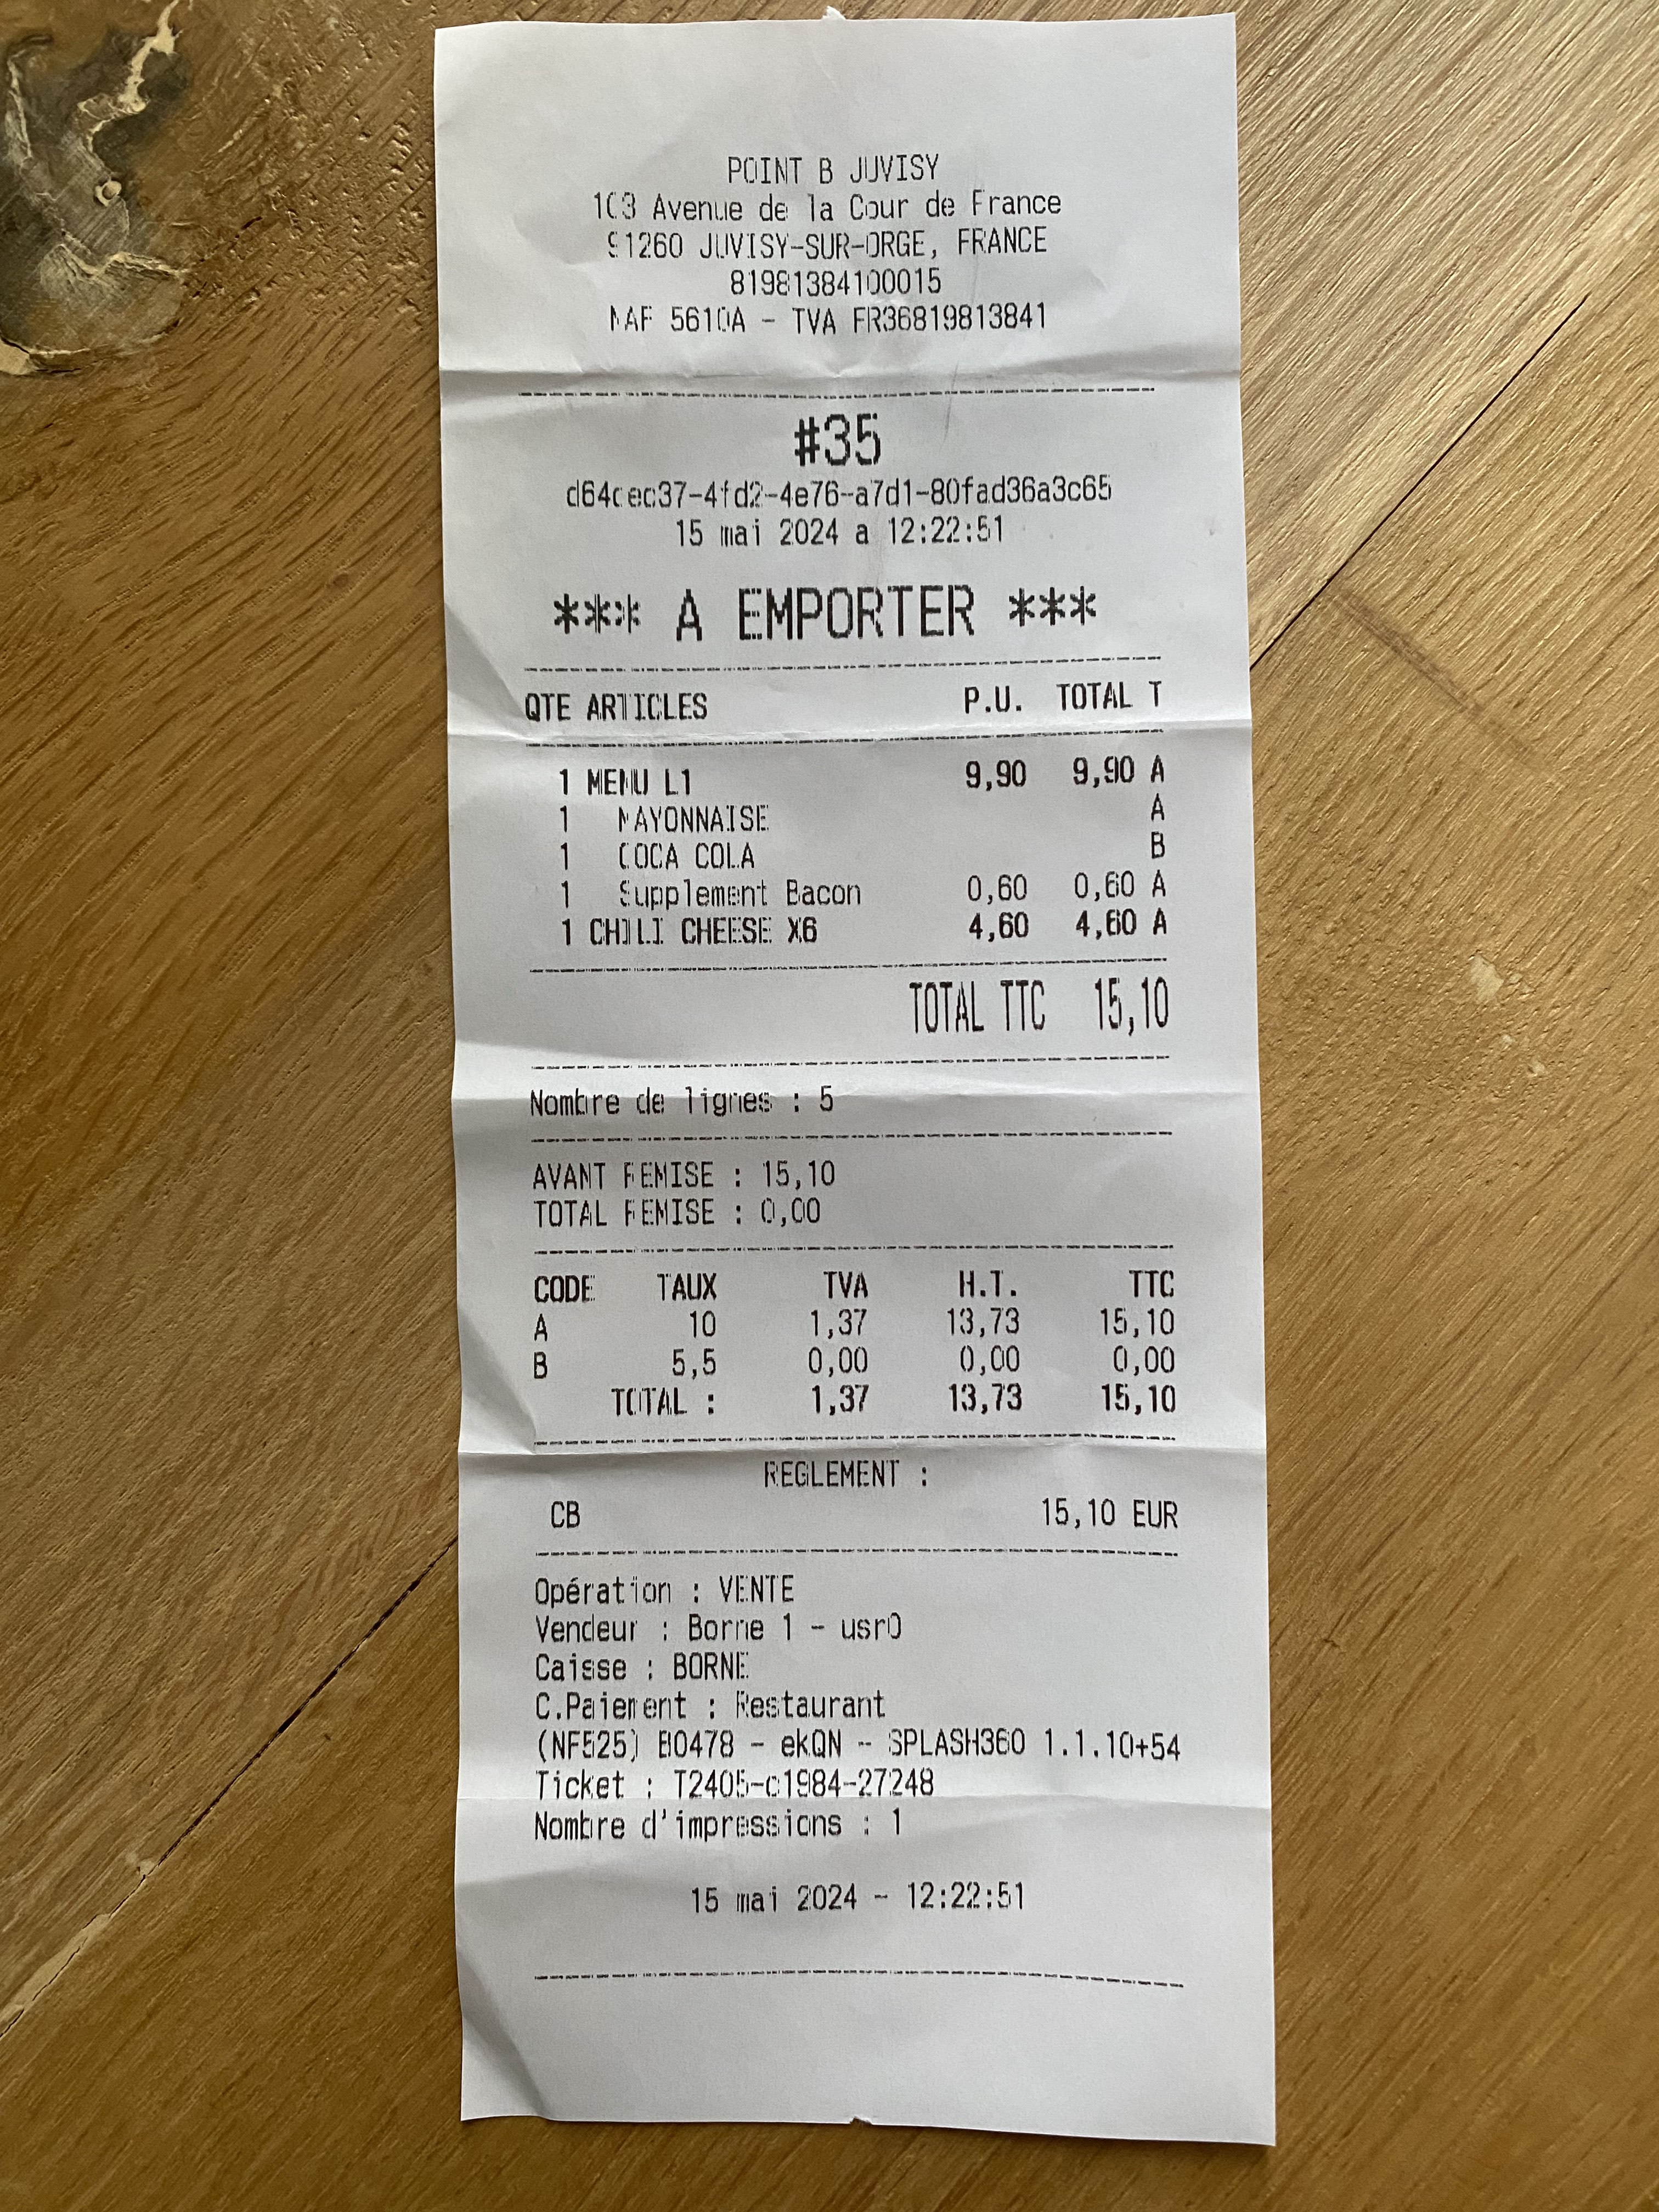 POINT B JUVISY
103 Avenue de la Cour de France
91260 JUVISY-SUR-ORGE, FRANCE
81981384100015
NAF 5610A - TVA FR36819813841
#35
d64cec37-4fd2-4e76-a7d1-80fad36a3c65
15 mai 2024 a 12:22:51
*** A EMPORTER ***
QTE ARTICLES P.U. TOTAL T
1 MENU L1 9,90 9,90 A
1 MAYONNAISE A
1 COCA COLA B
1 Supplement Bacon 0,60 0,60 A
1 CHILI CHEESE X6 4,60 4,60 A
TOTAL TTC 15,10
Nombre de lignes : 5
AVANT REMISE : 15,10
TOTAL REMISE : 0,00
CODE TAUX TVA H.T. TTC
A 10 1,37 13,73 15,10
B 5,5 0,00 0,00 0,00
TOTAL : 1,37 13,73 15,10
REGLEMENT :
CB 15,10 EUR
Opération : VENTE
Vendeur : Borne 1 - usr0
Caisse : BORNE
C.Paiement : Restaurant
(NF525) B0478 - ekQN - SPLASH360 1.1.10+54
Ticket : T2405-c1984-27248
Nombre d'impressions : 1
15 mai 2024 - 12:22:51